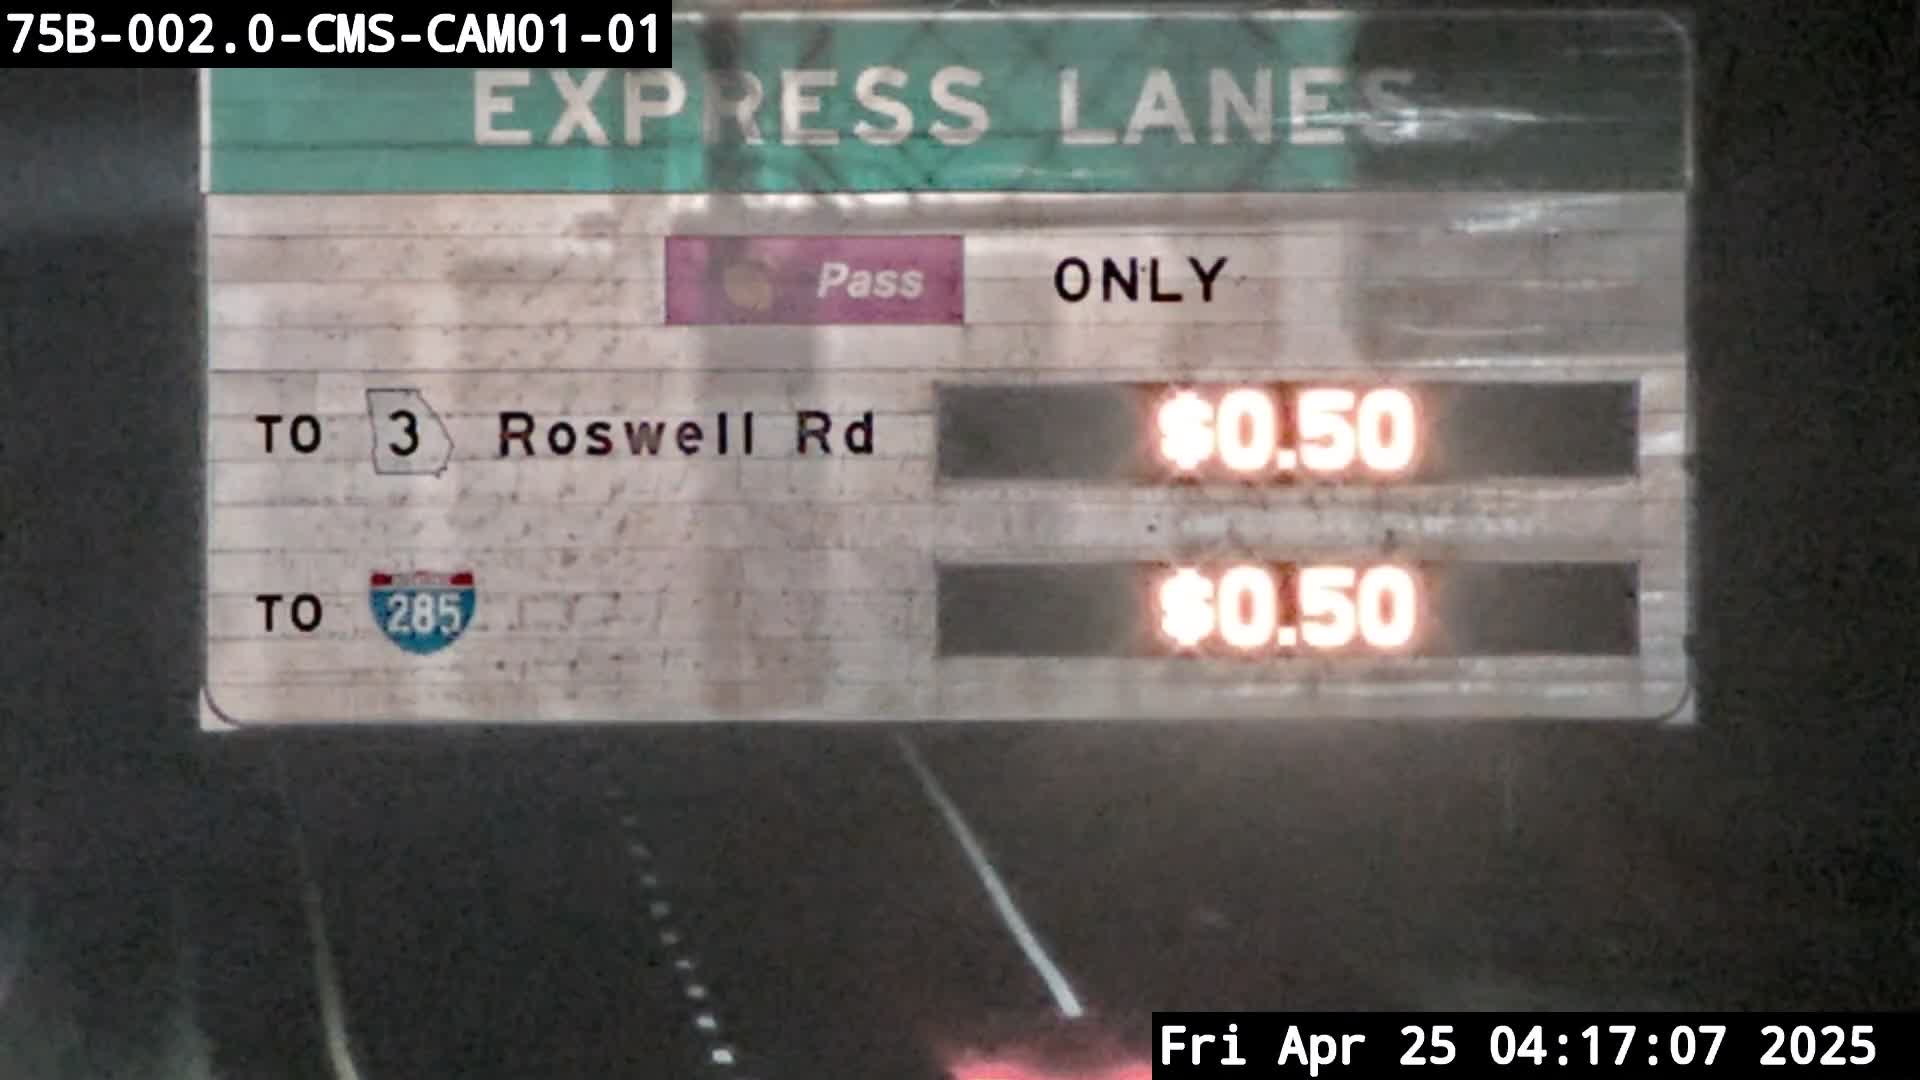 75B-002.0-CMS-CAM01-01
EXPRESS LANES
Pass ONLY
TO 3 Roswell Rd $0.50
TO 285 $0.50
Fri Apr 25 04:17:07 2025